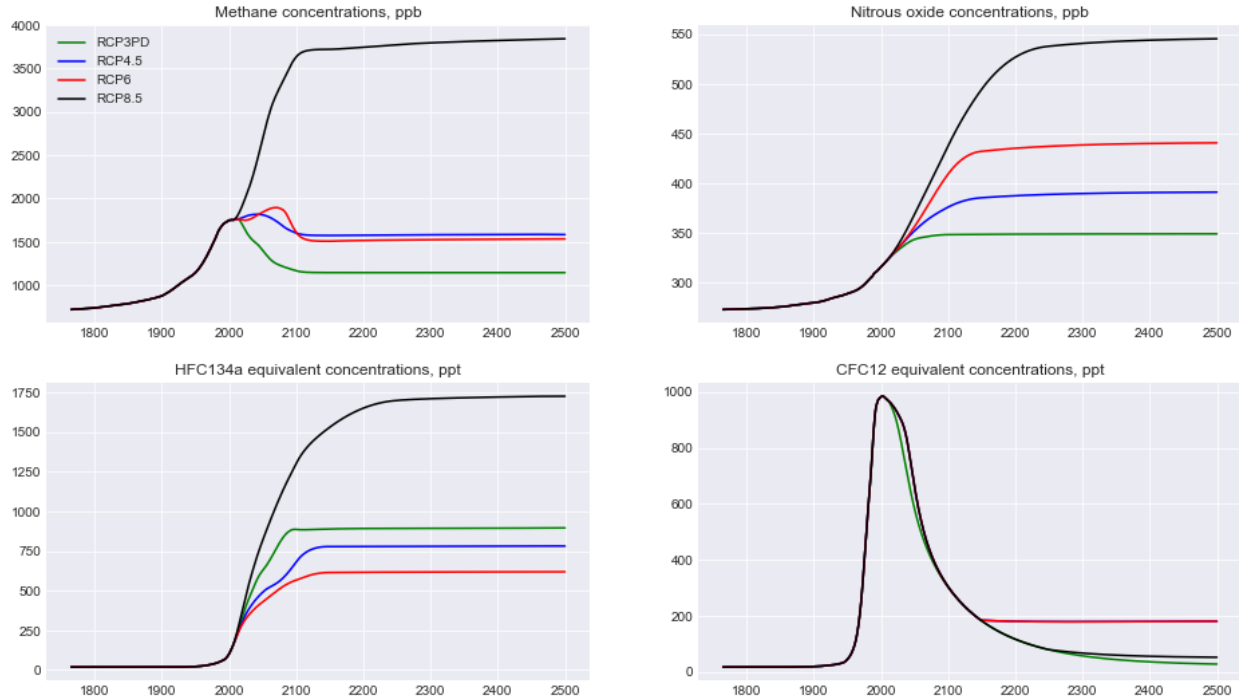 Methane concentrations, ppb
4000
3500
3000
2500
2000
1500
1000
RCP3PD
RCP4.5
RCP6
RCP8.5
1800 1900 2000 2100 2200 2300 2400 2500
Nitrous oxide concentrations, ppb
550
500
450
400
350
300
1800 1900 2000 2100 2200 2300 2400 2500
HFC134a equivalent concentrations, ppt
1750
1500
1250
1000
750
500
250
0
1800 1900 2000 2100 2200 2300 2400 2500
CFC12 equivalent concentrations, ppt
1000
800
600
400
200
0
1800 1900 2000 2100 2200 2300 2400 2500